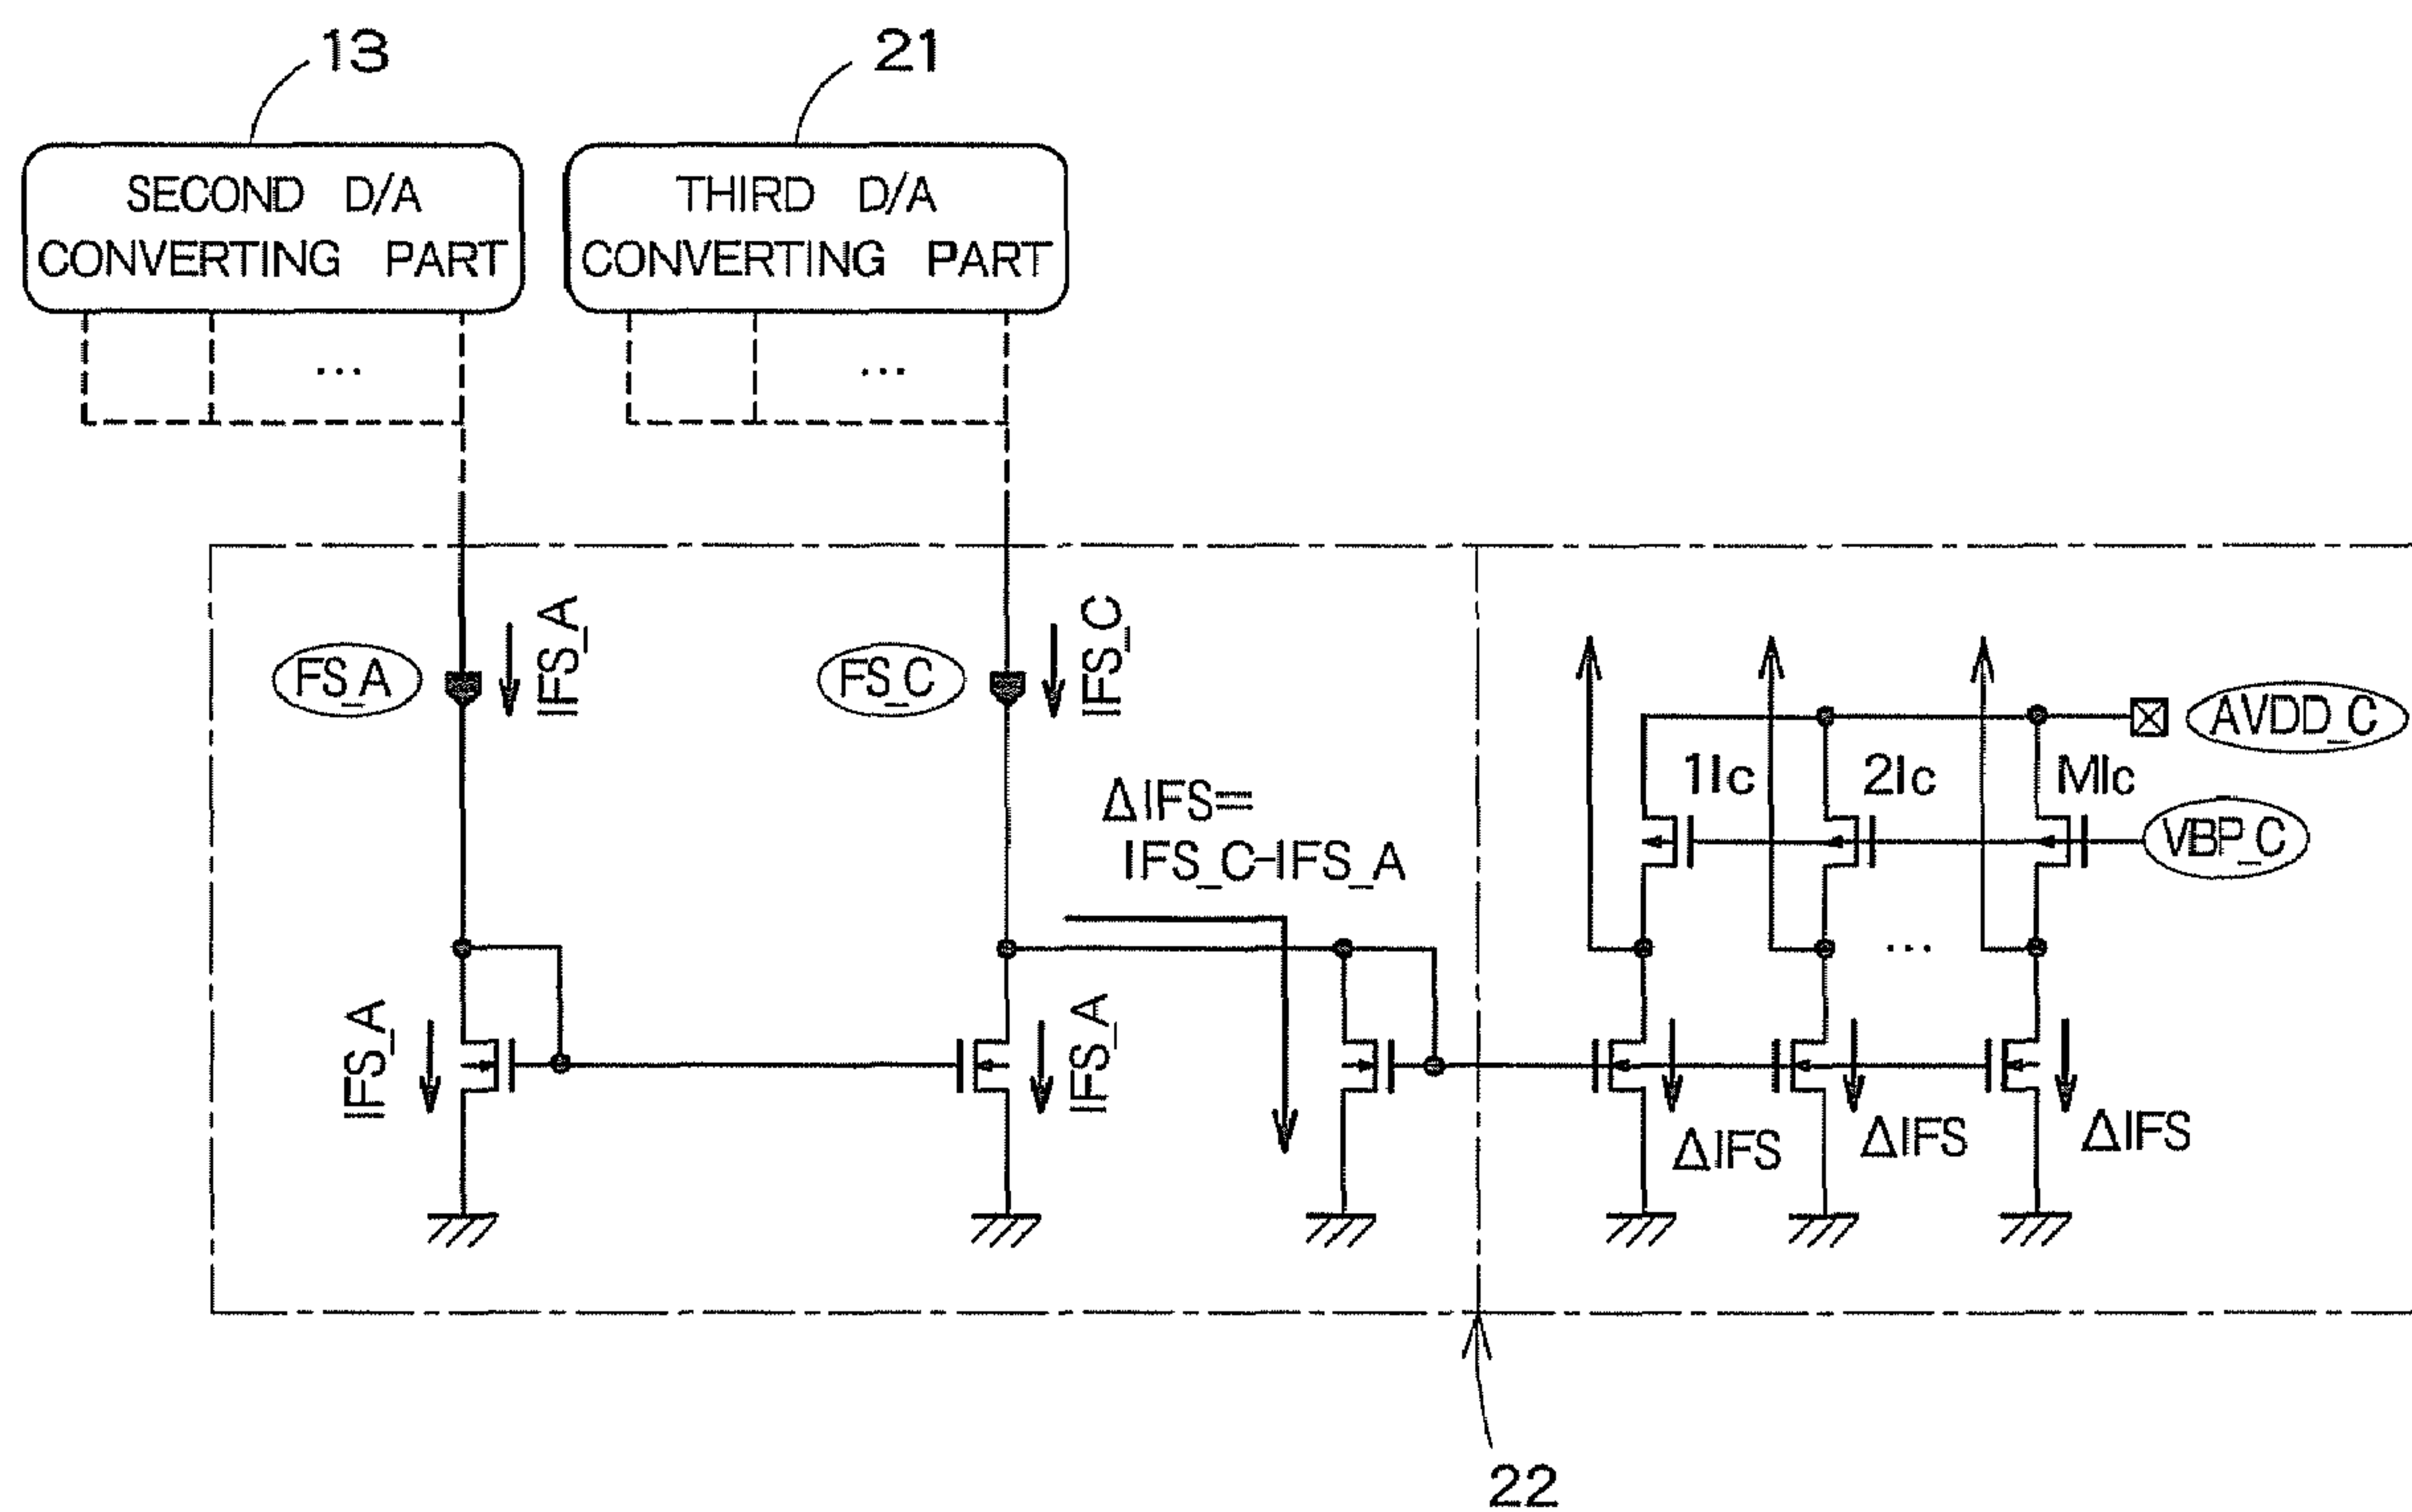 13
21
SECOND D/A
CONVERTING PART
THIRD D/A
CONVERTING PART
...
...
FS_A
IFS_A
FS_C
IFS_C
AVDD_C
1Ic
2Ic
MIc
VBP_C
ΔIFS=
IFS_C-IFS_A
...
IFS_A
IFS_A
ΔIFS
ΔIFS
ΔIFS
22